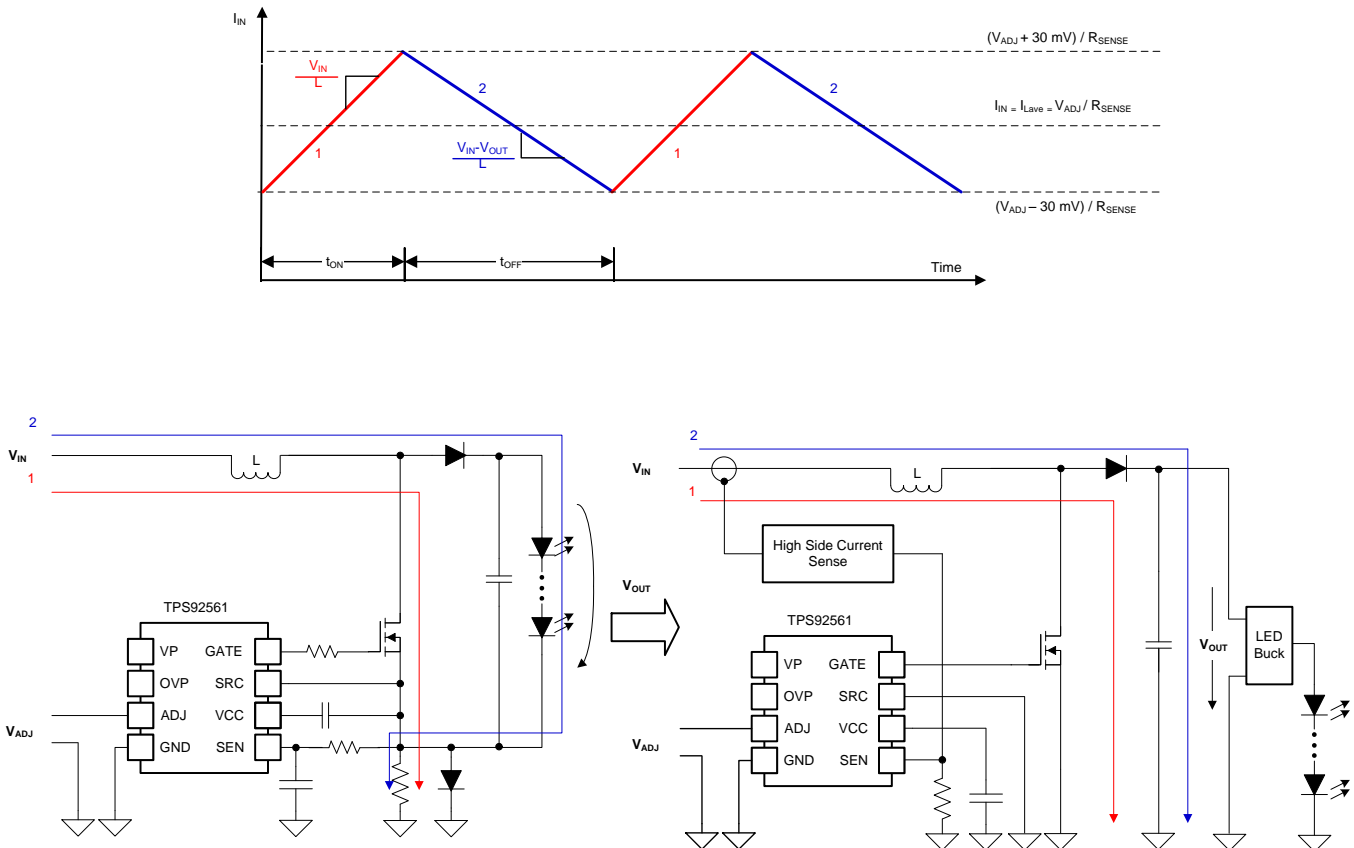 I_IN
(V_ADJ + 30 mV) / R_SENSE
V_IN
L
2
2
I_IN = I_Lave = V_ADJ / R_SENSE
1
V_IN-V_OUT
L
1
(V_ADJ – 30 mV) / R_SENSE
t_ON
t_OFF
Time
2
V_IN
L
1
V_OUT
TPS92561
VP
GATE
OVP
SRC
ADJ
VCC
GND
SEN
V_ADJ
2
V_IN
L
1
High Side Current
Sense
TPS92561
VP
GATE
OVP
SRC
ADJ
VCC
GND
SEN
V_ADJ
V_OUT
LED
Buck